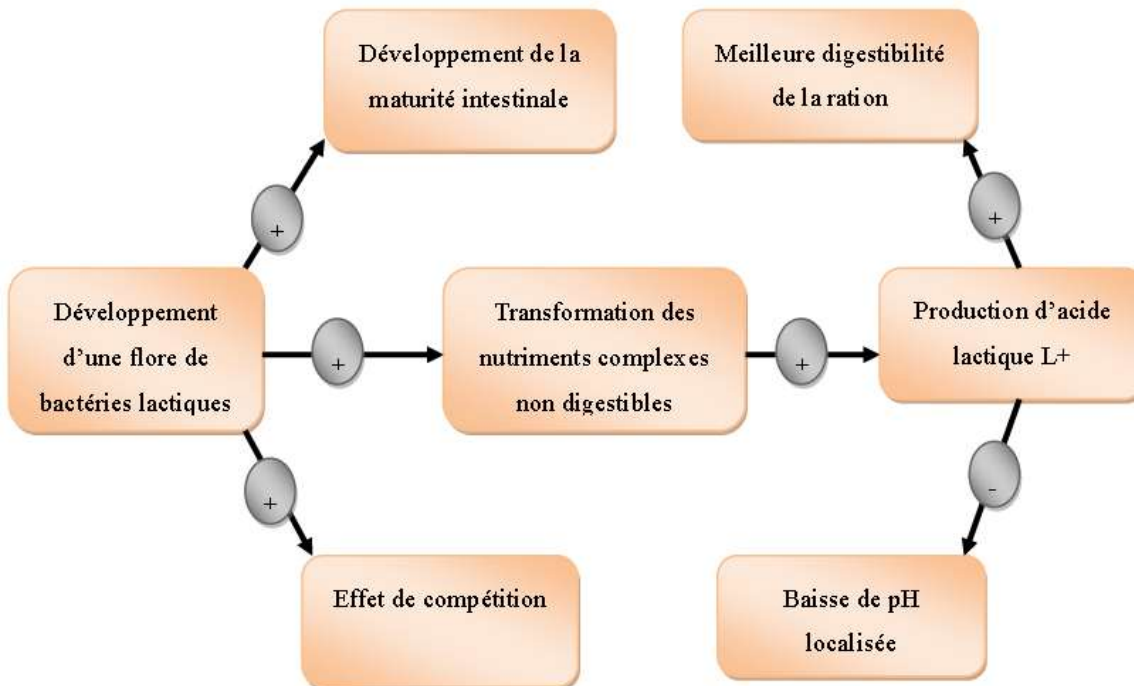 Développement de la
maturité intestinale
Meilleure digestibilité
de la ration
+
+
Développement
d'une flore de
bactéries lactiques
+
Transformation des
nutriments complexes
non digestibles
+
Production d'acide
lactique L+
+
-
Effet de compétition
Baisse de pH
localisée